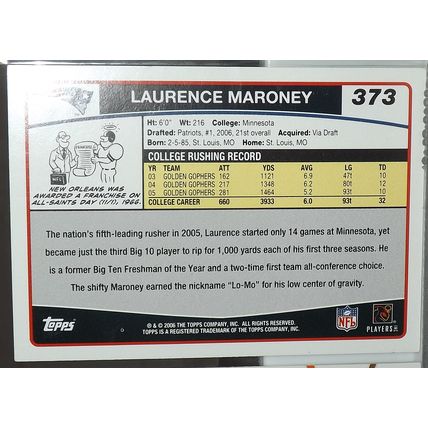 LAURENCE MARONEY 373
Ht: 6'0" Wt: 216 College: Minnesota
Drafted: Patriots, #1, 2006, 21st overall Acquired: Via Draft
Born: 2-5-85, St. Louis, MO Home: St. Louis, MO
COLLEGE RUSHING RECORD
YR TEAM ATT YDS AVG LG TD
03 GOLDEN GOPHERS 162 1121 6.9 47t 10
04 GOLDEN GOPHERS 217 1348 6.2 80t 12
05 GOLDEN GOPHERS 281 1464 5.2 93t 10
COLLEGE CAREER 660 3933 6.0 93t 32
FRANCHISE
NFL
NEW ORLEANS WAS
AWARDED A FRANCHISE ON
ALL-SAINTS DAY (11/1), 1966.
The nation's fifth-leading rusher in 2005, Laurence started only 14 games at Minnesota, yet
became just the third Big 10 player to rip for 1,000 yards each of his first three seasons. He
is a former Big Ten Freshman of the Year and a two-time first team all-conference choice.
The shifty Maroney earned the nickname "Lo-Mo" for his low center of gravity.
Topps
® & © 2006 THE TOPPS COMPANY, INC. ALL RIGHTS RESERVED.
TOPPS IS A REGISTERED TRADEMARK OF THE TOPPS COMPANY, INC.
NFL
PLAYERS INC